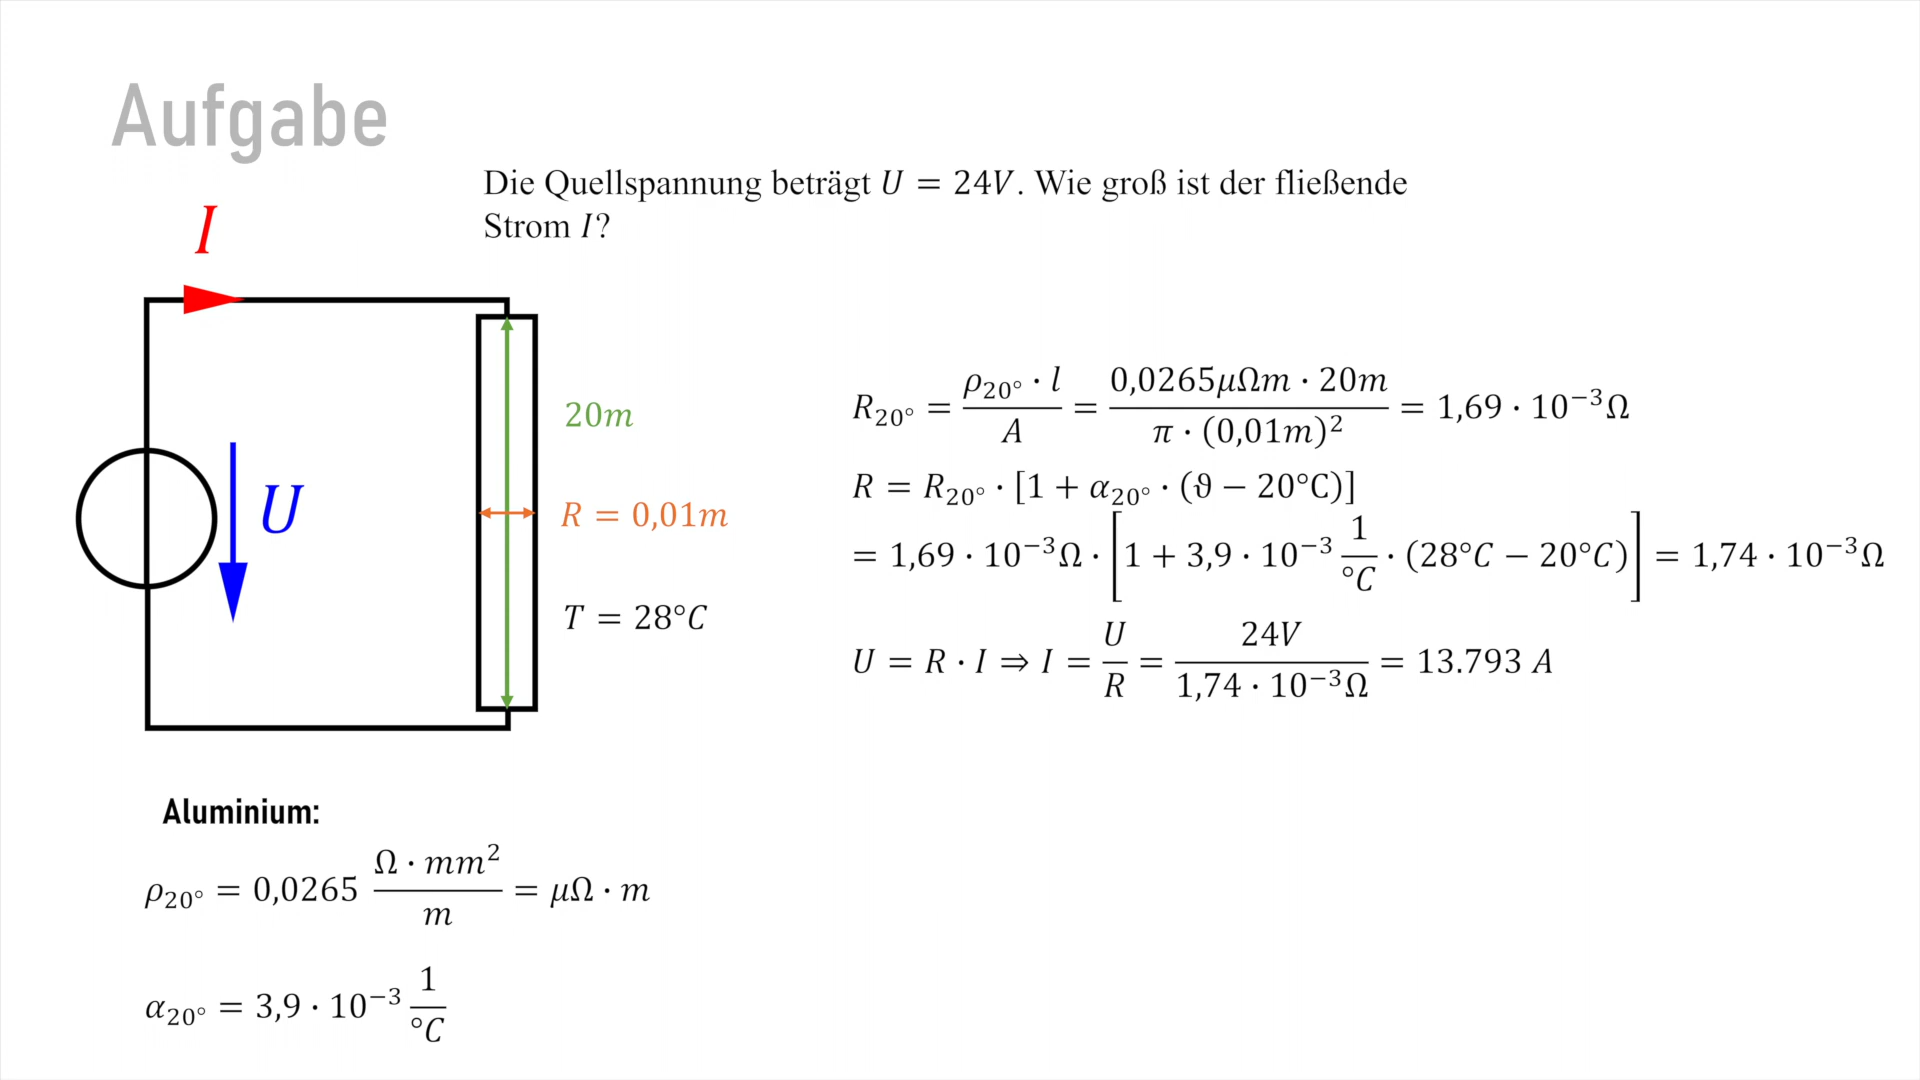 Aufgabe
Die Quellspannung beträgt U = 24V. Wie groß ist der fließende
Strom I?
I
U
20m
R = 0,01m
T = 28°C
R₂₀° = (ρ₂₀° · l)/A = (0,0265μΩm · 20m)/(π · (0,01m)²) = 1,69 · 10⁻³Ω
R = R₂₀° · [1 + α₂₀° · (ϑ − 20°C)]
= 1,69 · 10⁻³Ω · [1 + 3,9 · 10⁻³ 1/°C · (28°C − 20°C)] = 1,74 · 10⁻³Ω
U = R · I ⇒ I = U/R = 24V/(1,74 · 10⁻³Ω) = 13.793 A
Aluminium:
ρ₂₀° = 0,0265 (Ω · mm²)/m = μΩ · m
α₂₀° = 3,9 · 10⁻³ 1/°C